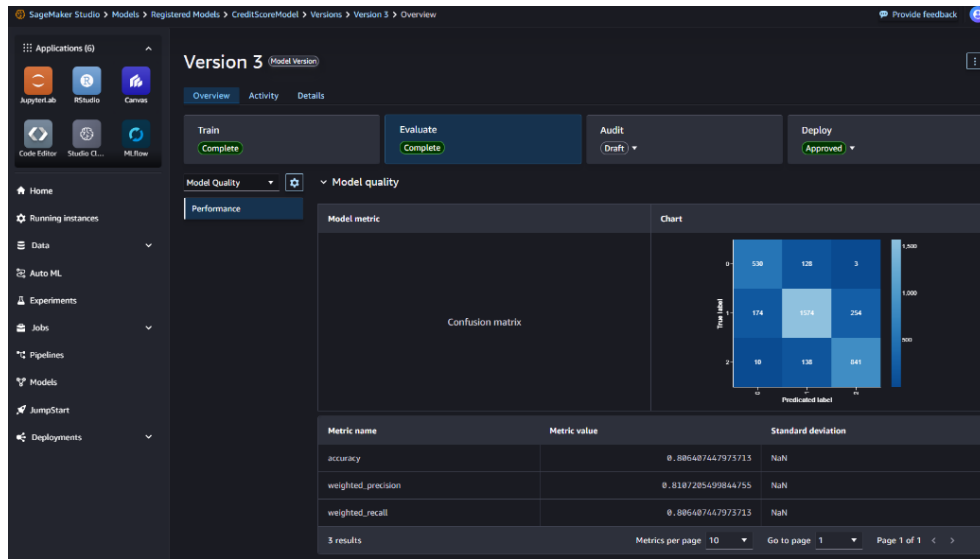 SageMaker Studio > Models > Registered Models > CreditScoreModel > Versions > Version 3 > Overview
Provide feedback
Applications (6)
JupyterLab
RStudio
Canvas
Code Editor
Studio Cl...
MLflow
Home
Running instances
Data
Auto ML
Experiments
Jobs
Pipelines
Models
JumpStart
Deployments
Version 3 Model Version
Overview Activity Details
Train
Complete
Evaluate
Complete
Audit
Draft
Deploy
Approved
Model Quality
Performance
Model quality
Model metric Chart
Confusion matrix
True label
0 530 128 3
1 174 1574 254
2 10 138 841
Predicated label
1,500
1,000
500
Metric name Metric value Standard deviation
accuracy 0.806407447973713 NaN
weighted_precision 0.8107205499844755 NaN
weighted_recall 0.806407447973713 NaN
3 results Metrics per page 10 Go to page 1 Page 1 of 1 < >